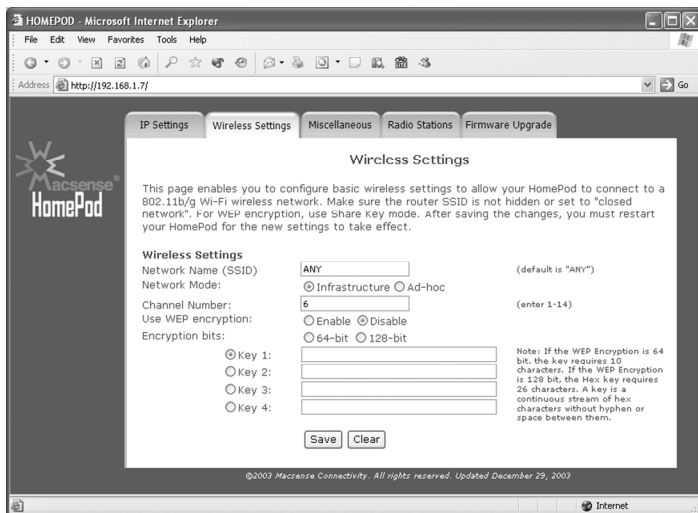 HOMEPOD - Microsoft Internet Explorer
File Edit View Favorites Tools Help
Address http://192.168.1.7/ Go
IP Settings Wireless Settings Miscellaneous Radio Stations Firmware Upgrade
Macsense®
HomePod
Wireless Settings
This page enables you to configure basic wireless settings to allow your HomePod to connect to a
802.11b/g Wi-Fi wireless network. Make sure the router SSID is not hidden or set to "closed
network". For WEP encryption, use Share Key mode. After saving the changes, you must restart
your HomePod for the new settings to take effect.
Wireless Settings
Network Name (SSID) ANY (default is "ANY")
Network Mode: Infrastructure Ad-hoc
Channel Number: 6 (enter 1-14)
Use WEP encryption: Enable Disable
Encryption bits: 64-bit 128-bit
Key 1:
Key 2:
Key 3:
Key 4:
Note: If the WEP Encryption is 64
bit, the key requires 10
characters. If the WEP Encryption
is 128 bit, the Hex key requires
26 characters. A key is a
continuous stream of hex
characters without hyphen or
space between them.
Save Clear
©2003 Macsense Connectivity. All rights reserved. Updated December 29, 2003
Internet